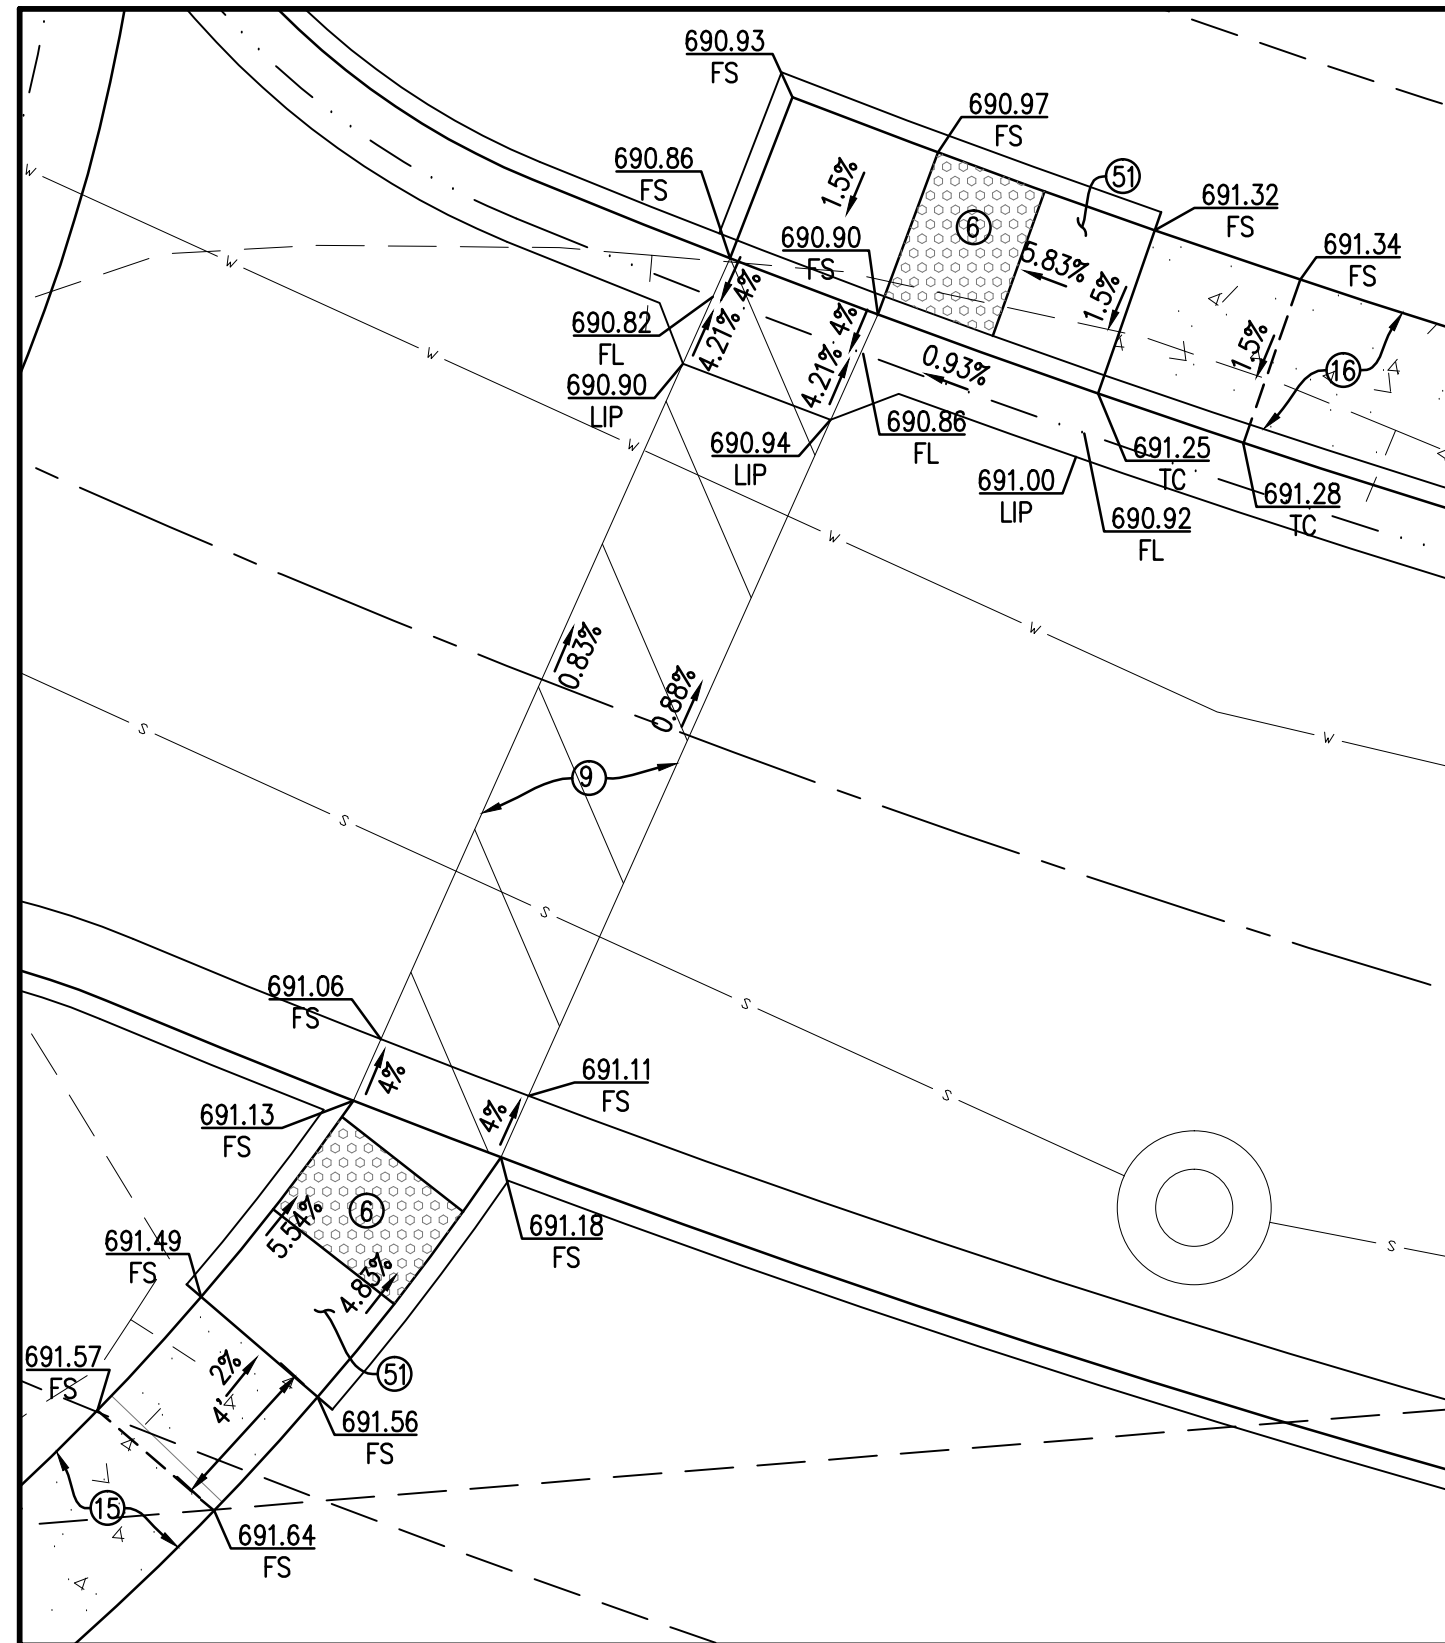 690.93
FS
690.97
FS
690.86
FS
51
691.32
FS
1.5%
6
690.90
FS
691.34
FS
5.83%
1.5%
1.5%
690.82
FL
4%
4.21%
4%
4.21%
0.93%
16
690.90
LIP
690.94
LIP
690.86
FL
691.25
TC
691.00
LIP
691.28
TC
690.92
FL
W
W
W
W
W
W
W
0.83%
0.88%
9
S
S
S
S
S
S
691.06
FS
4%
691.11
FS
691.13
FS
4%
6
691.18
FS
5.54%
691.49
FS
4.83%
691.57
FS
2%
4'
51
691.56
FS
15
691.64
FS